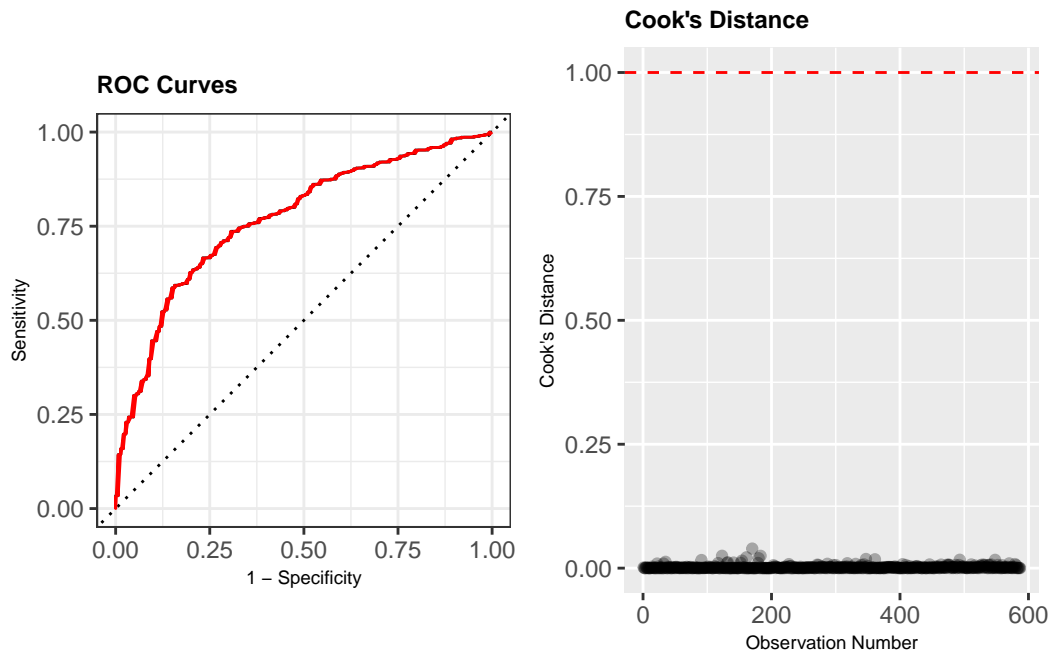 ROC Curves
1.00
0.75
0.50
0.25
0.00
Sensitivity
0.00 0.25 0.50 0.75 1.00
1 − Specificity
Cook's Distance
1.00
0.75
0.50
0.25
0.00
Cook's Distance
0 200 400 600
Observation Number